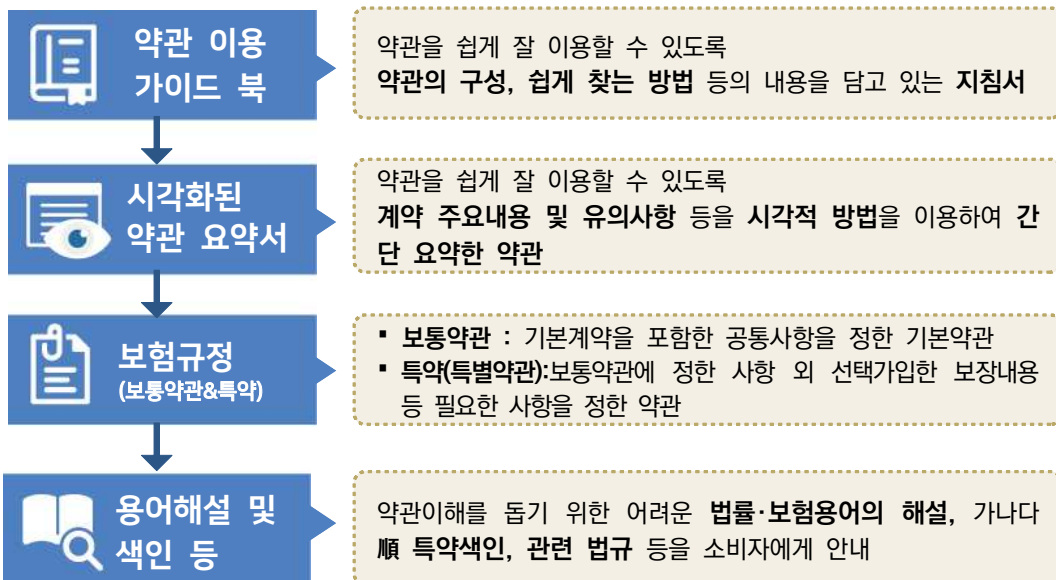 약관 이용
가이드 북
약관을 쉽게 잘 이용할 수 있도록
약관의 구성, 쉽게 찾는 방법 등의 내용을 담고 있는 지침서
시각화된
약관 요약서
약관을 쉽게 잘 이용할 수 있도록
계약 주요내용 및 유의사항 등을 시각적 방법을 이용하여 간
단 요약한 약관
보험규정
(보통약관&특약)
▪ 보통약관 : 기본계약을 포함한 공통사항을 정한 기본약관
▪ 특약(특별약관):보통약관에 정한 사항 외 선택가입한 보장내용
등 필요한 사항을 정한 약관
용어해설 및
색인 등
약관이해를 돕기 위한 어려운 법률·보험용어의 해설, 가나다
順 특약색인, 관련 법규 등을 소비자에게 안내